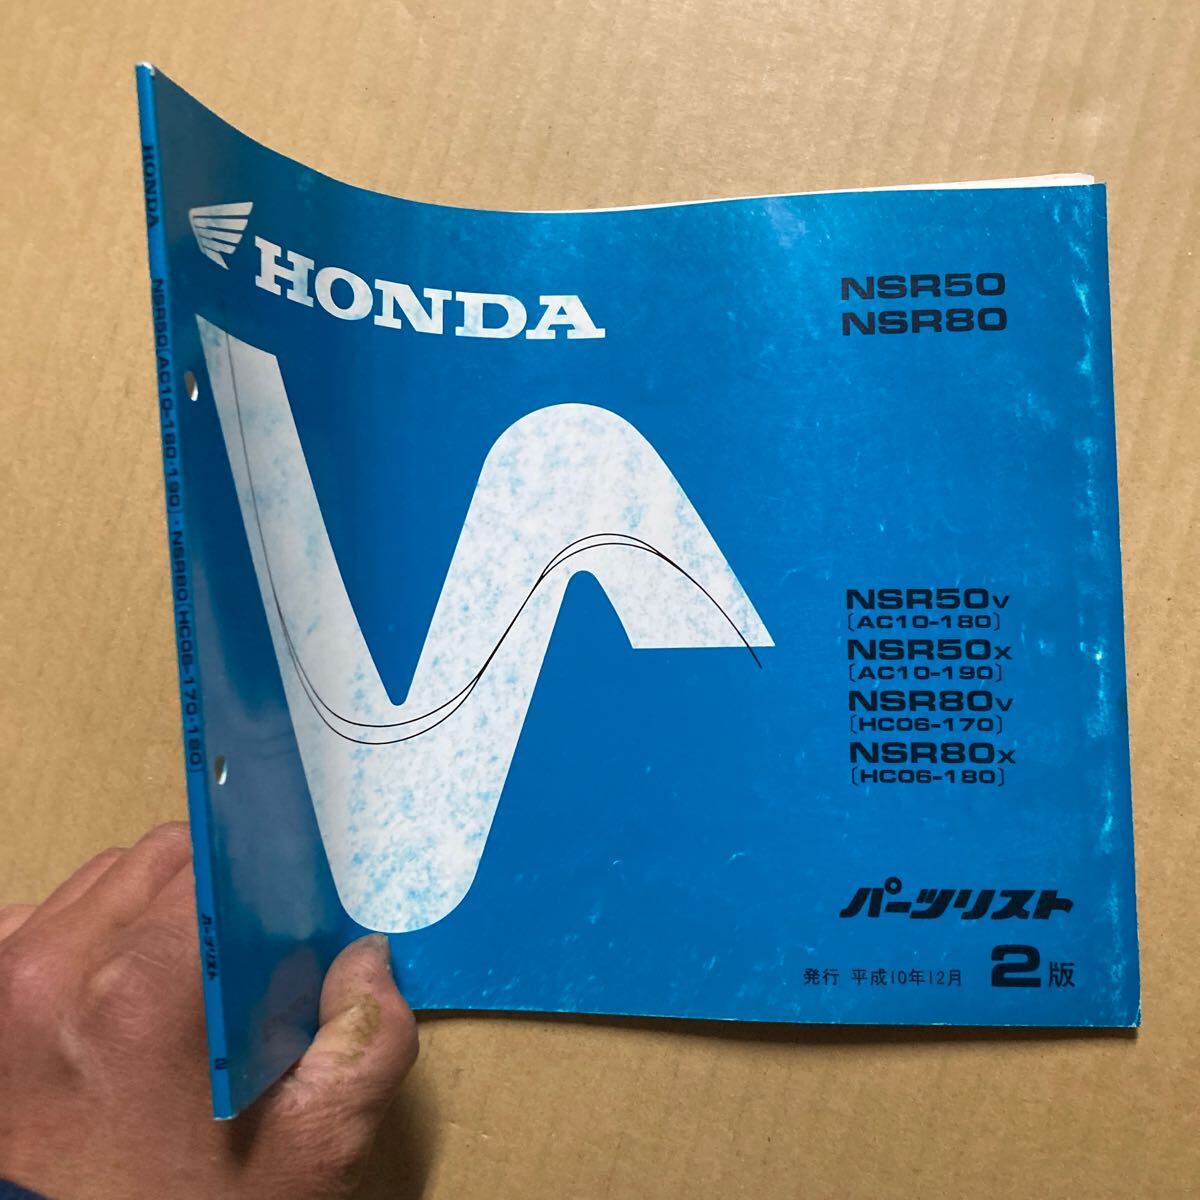 HONDA
NSR50
NSR80
NSR50V
[AC10-180]
NSR50X
[AC10-190]
NSR80V
[HC06-170]
NSR80X
[HC06-180]
パーツリスト
発行 平成10年12月 2版
HONDA NSR50[AC10-180・190]・NSR80[HC06-170・180] パーツリスト 2